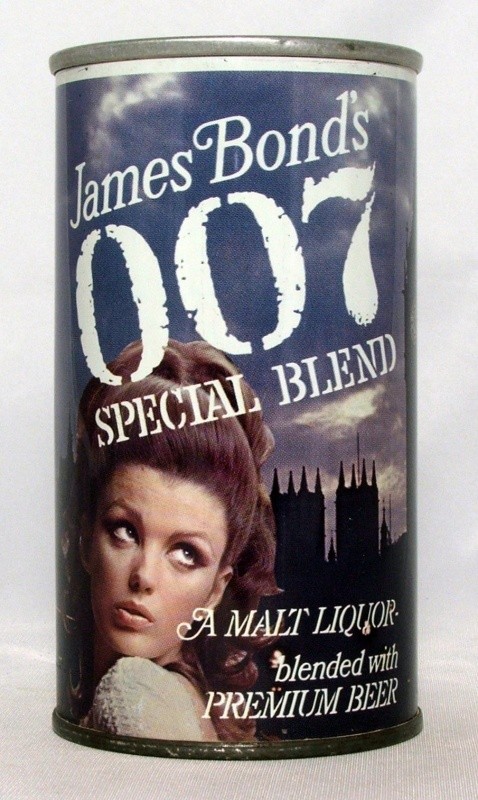 James Bond's
007
SPECIAL BLEND
A MALT LIQUOR-
blended with
PREMIUM BEER